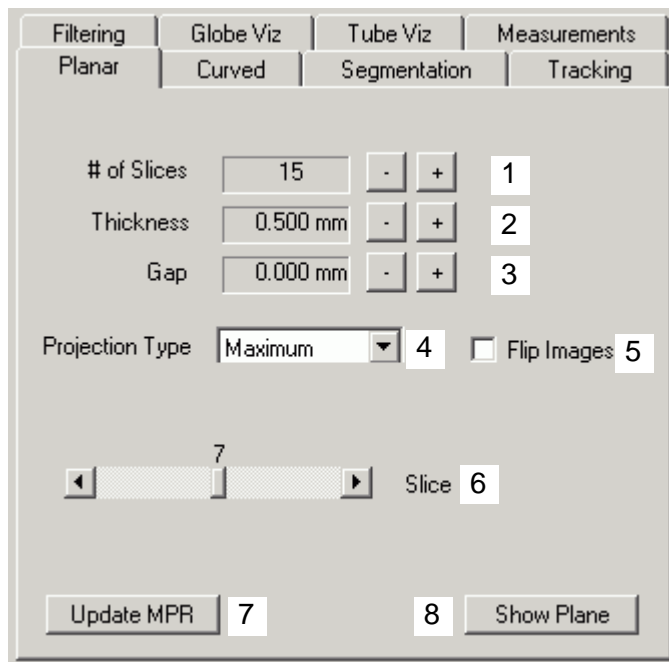 Filtering Globe Viz Tube Viz Measurements
Planar Curved Segmentation Tracking
# of Slices 15 - + 1
Thickness 0.500 mm - + 2
Gap 0.000 mm - + 3
Projection Type Maximum 4 Flip Images 5
7
Slice 6
Update MPR 7 8 Show Plane